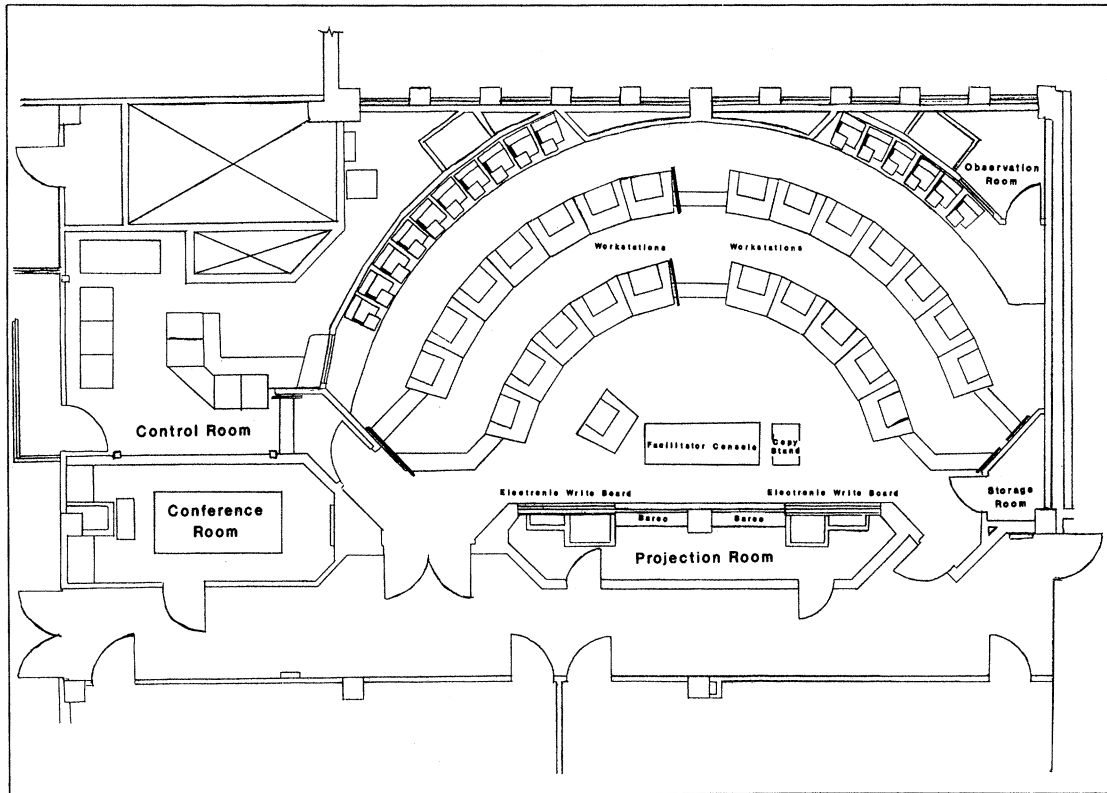 Observation
Room
Workstations
Workstations
Control Room
Facilitator Console
Copy
Stand
Electronic Write Board
Electronic Write Board
Storage
Room
Conference
Room
Barco
Barco
Projection Room